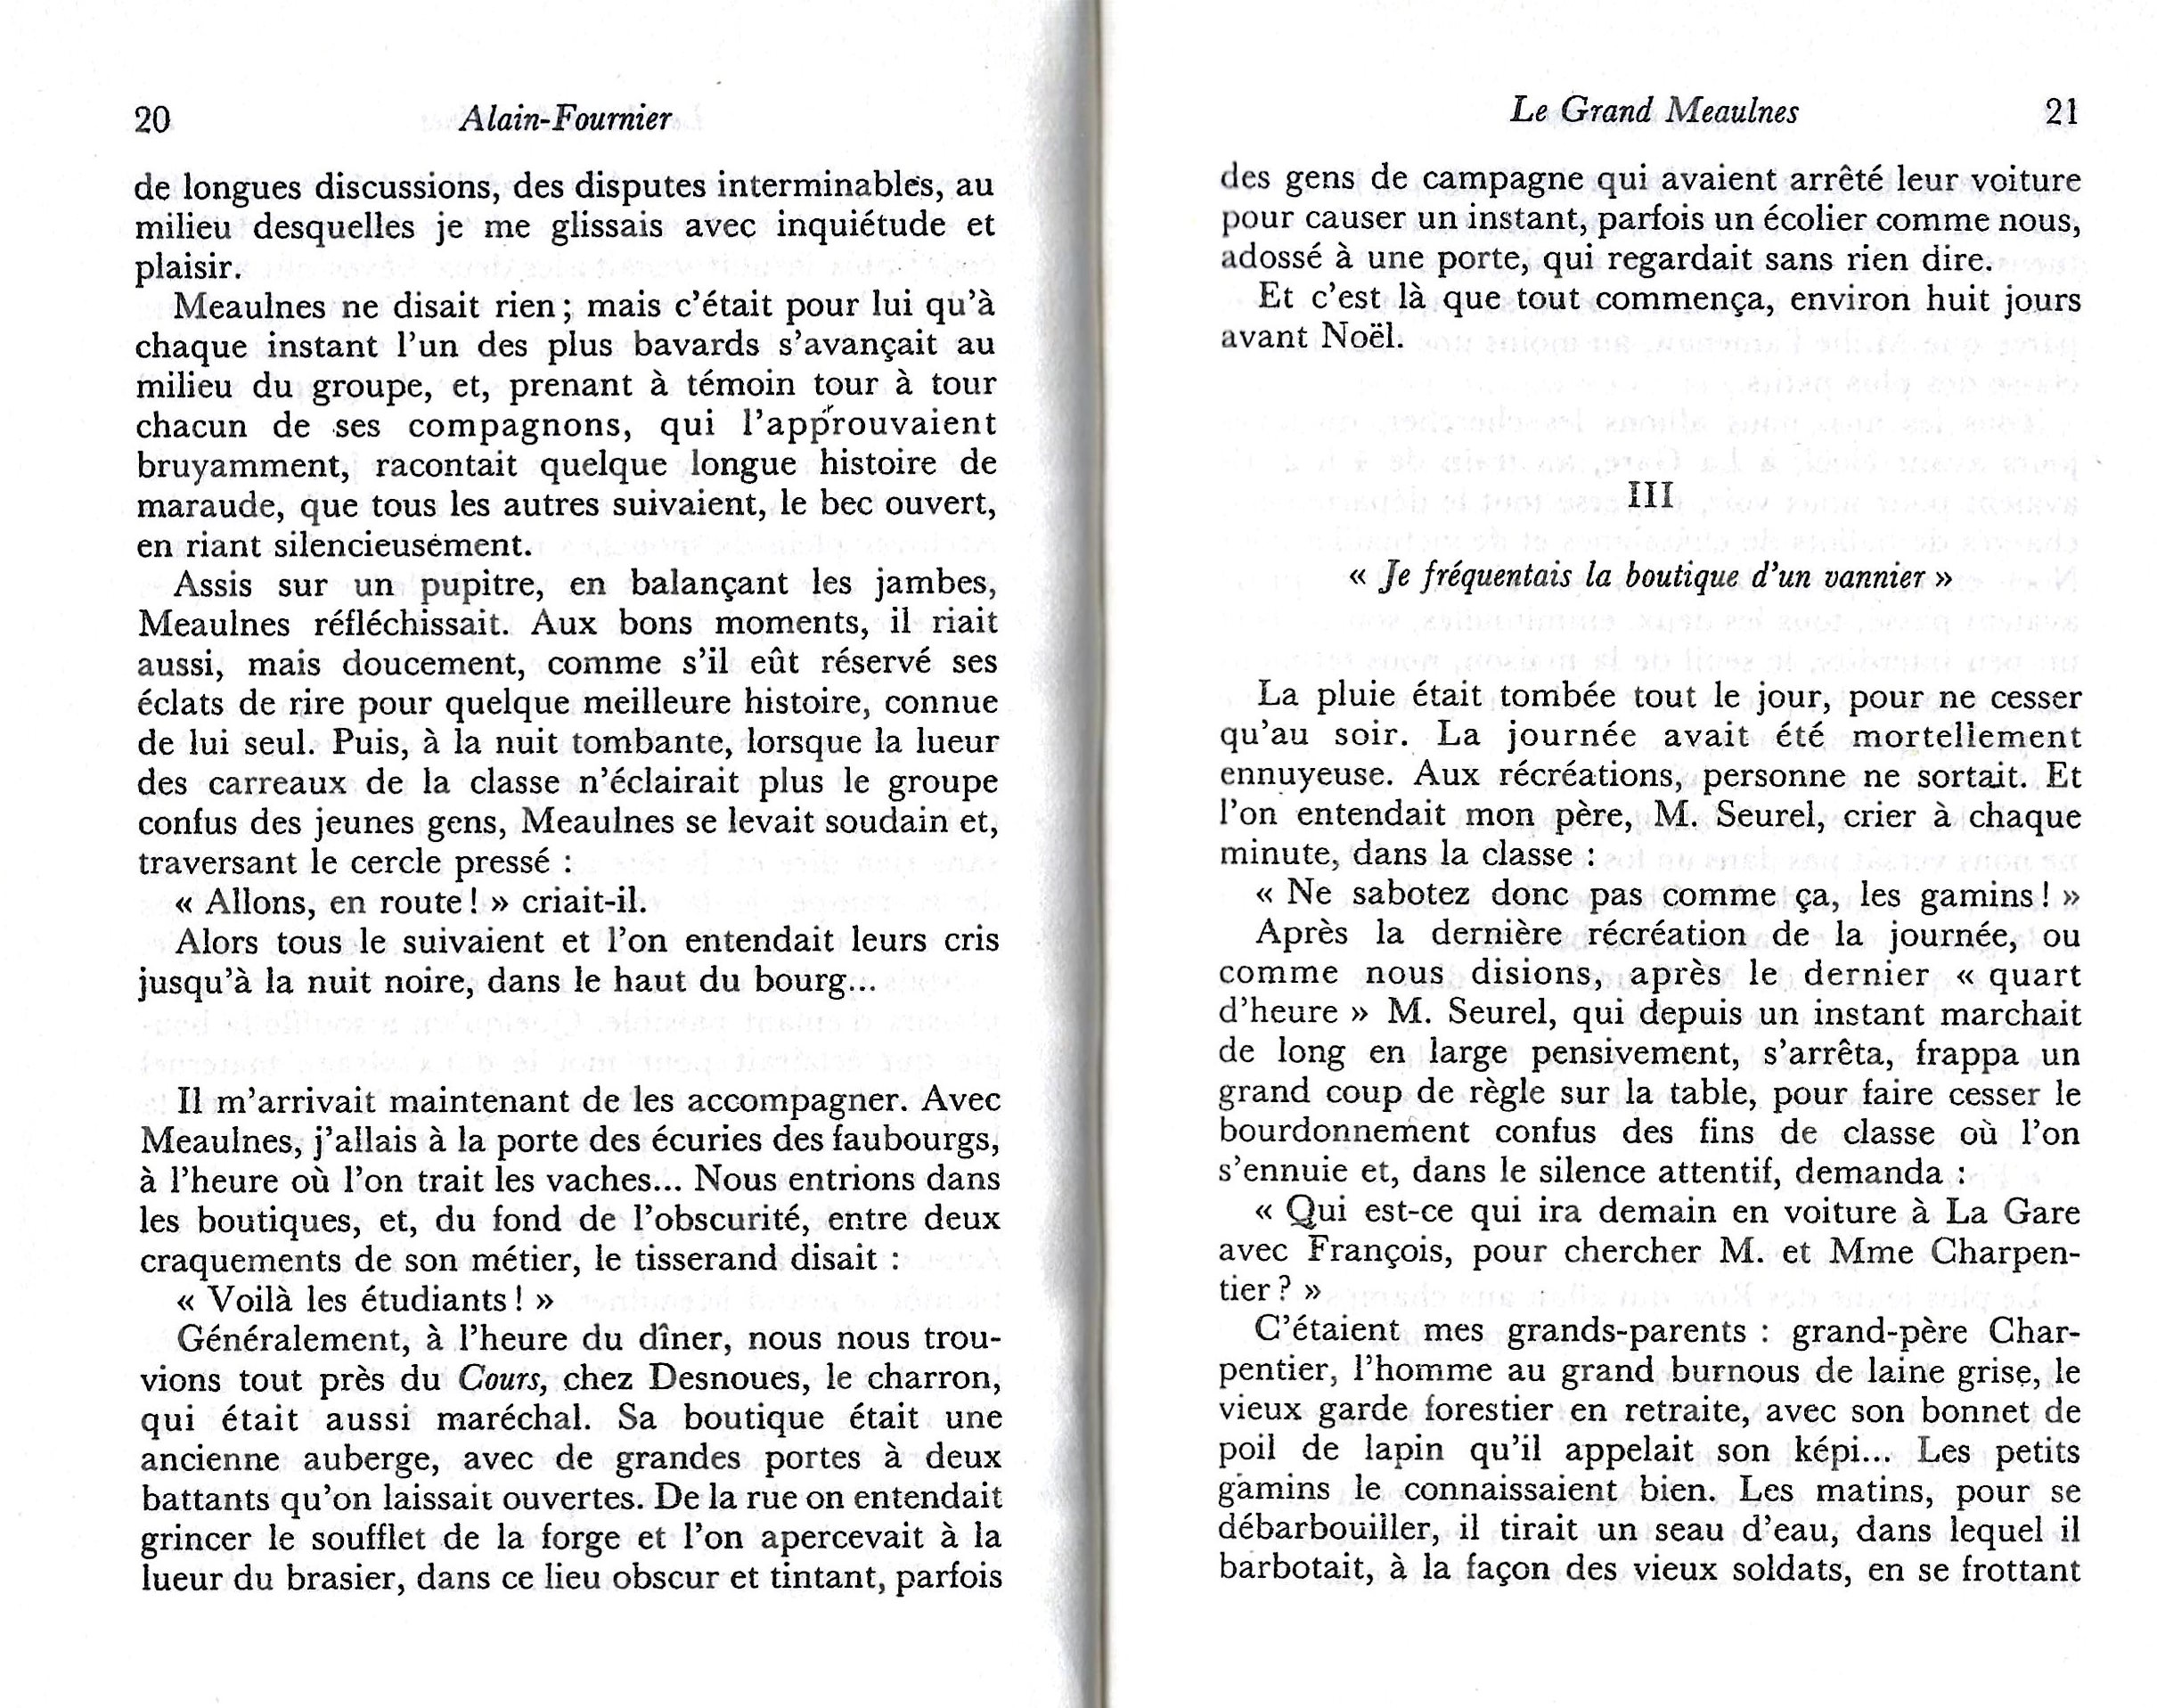 20
Alain-Fournier
de longues discussions, des disputes interminables, au
milieu desquelles je me glissais avec inquiétude et
plaisir.
Meaulnes ne disait rien ; mais c'était pour lui qu'à
chaque instant l'un des plus bavards s'avançait au
milieu du groupe, et, prenant à témoin tour à tour
chacun de ses compagnons, qui l'approuvaient
bruyamment, racontait quelque longue histoire de
maraude, que tous les autres suivaient, le bec ouvert,
en riant silencieusement.
Assis sur un pupitre, en balançant les jambes,
Meaulnes réfléchissait. Aux bons moments, il riait
aussi, mais doucement, comme s'il eût réservé ses
éclats de rire pour quelque meilleure histoire, connue
de lui seul. Puis, à la nuit tombante, lorsque la lueur
des carreaux de la classe n'éclairait plus le groupe
confus des jeunes gens, Meaulnes se levait soudain et,
traversant le cercle pressé :
« Allons, en route ! » criait-il.
Alors tous le suivaient et l'on entendait leurs cris
jusqu'à la nuit noire, dans le haut du bourg...
Il m'arrivait maintenant de les accompagner. Avec
Meaulnes, j'allais à la porte des écuries des faubourgs,
à l'heure où l'on trait les vaches... Nous entrions dans
les boutiques, et, du fond de l'obscurité, entre deux
craquements de son métier, le tisserand disait :
« Voilà les étudiants ! »
Généralement, à l'heure du dîner, nous nous trou-
vions tout près du Cours, chez Desnoues, le charron,
qui était aussi maréchal. Sa boutique était une
ancienne auberge, avec de grandes portes à deux
battants qu'on laissait ouvertes. De la rue on entendait
grincer le soufflet de la forge et l'on apercevait à la
lueur du brasier, dans ce lieu obscur et tintant, parfois
Le Grand Meaulnes
21
des gens de campagne qui avaient arrêté leur voiture
pour causer un instant, parfois un écolier comme nous,
adossé à une porte, qui regardait sans rien dire.
Et c'est là que tout commença, environ huit jours
avant Noël.
III
« Je fréquentais la boutique d'un vannier »
La pluie était tombée tout le jour, pour ne cesser
qu'au soir. La journée avait été mortellement
ennuyeuse. Aux récréations, personne ne sortait. Et
l'on entendait mon père, M. Seurel, crier à chaque
minute, dans la classe :
« Ne sabotez donc pas comme ça, les gamins ! »
Après la dernière récréation de la journée, ou
comme nous disions, après le dernier « quart
d'heure » M. Seurel, qui depuis un instant marchait
de long en large pensivement, s'arrêta, frappa un
grand coup de règle sur la table, pour faire cesser le
bourdonnement confus des fins de classe où l'on
s'ennuie et, dans le silence attentif, demanda :
« Qui est-ce qui ira demain en voiture à La Gare
avec François, pour chercher M. et Mme Charpen-
tier ? »
C'étaient mes grands-parents : grand-père Char-
pentier, l'homme au grand burnous de laine grise, le
vieux garde forestier en retraite, avec son bonnet de
poil de lapin qu'il appelait son képi... Les petits
gamins le connaissaient bien. Les matins, pour se
débarbouiller, il tirait un seau d'eau, dans lequel il
barbotait, à la façon des vieux soldats, en se frottant